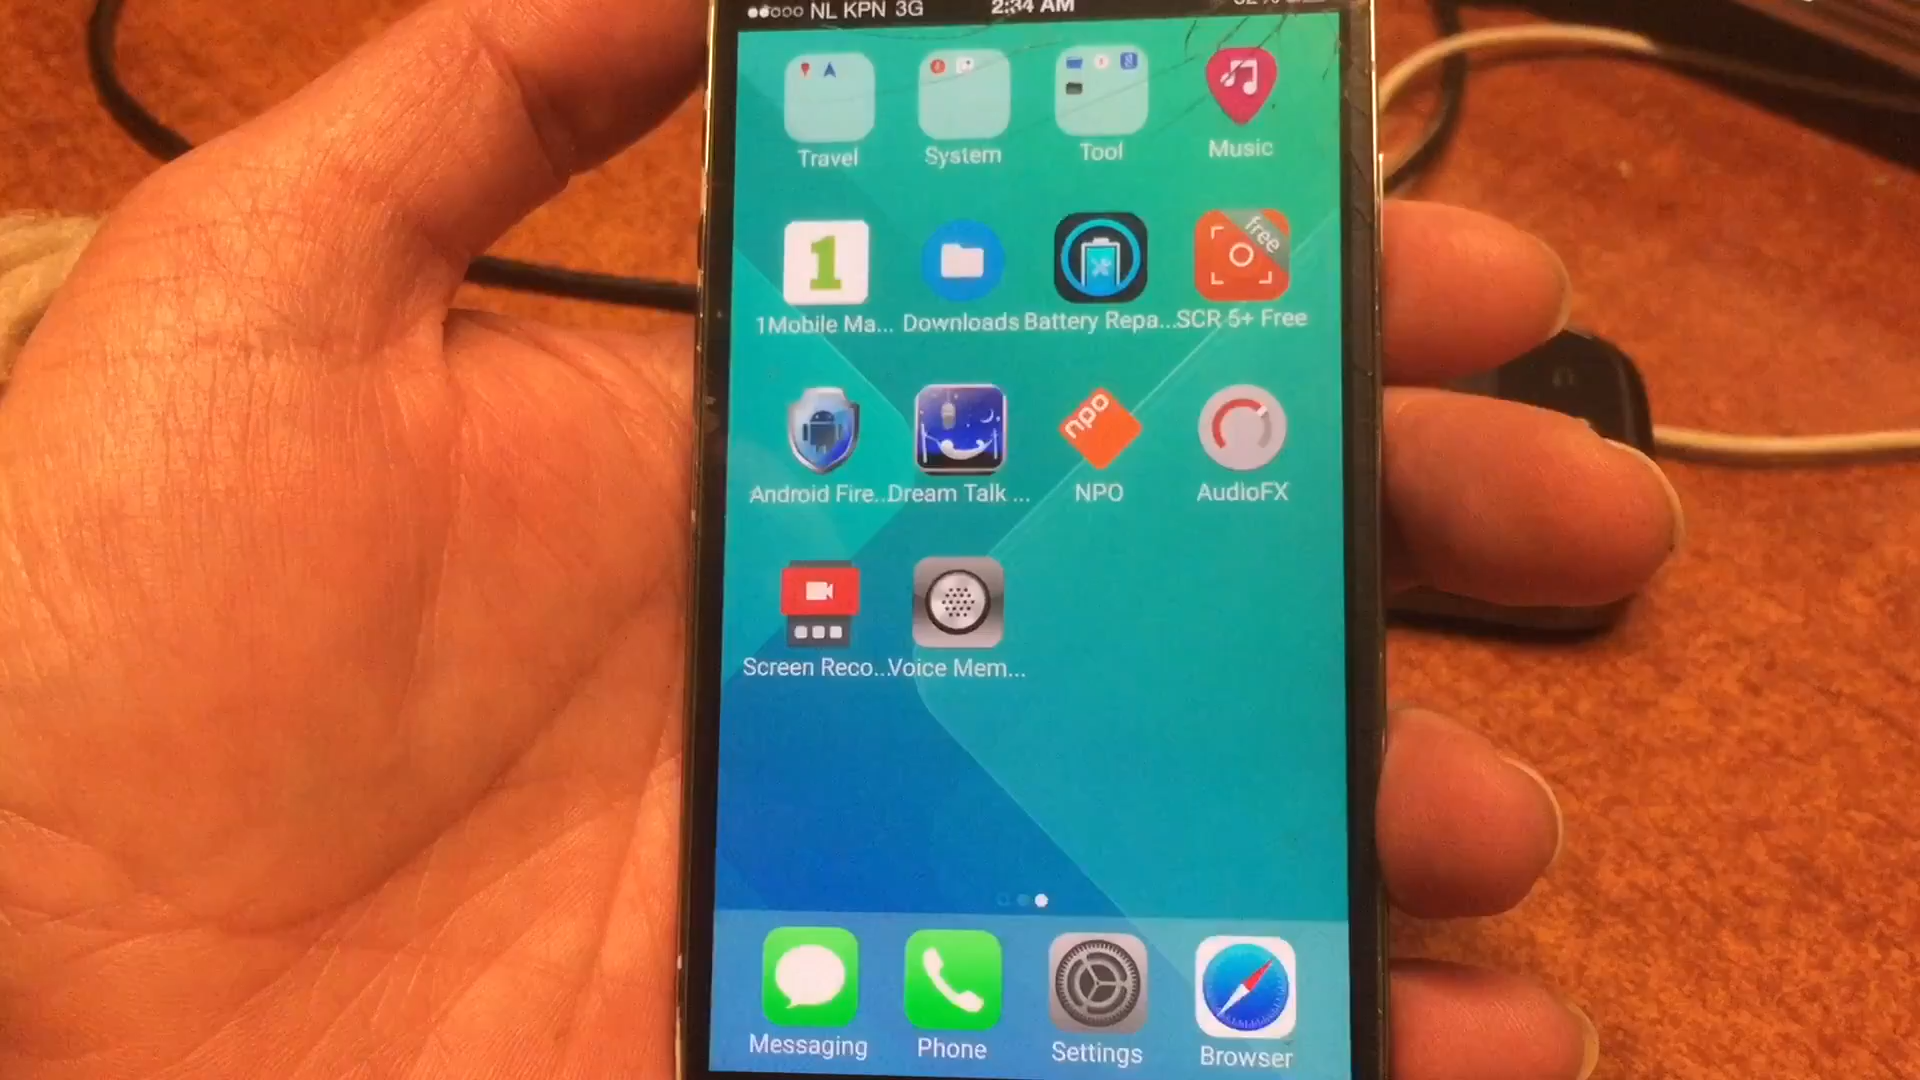 NL KPN 3G 2:34 AM
Travel System Tool Music
1 free
1Mobile Ma... Downloads Battery Repa... SCR 5+ Free
npo
Android Fire... Dream Talk ... NPO AudioFX
Screen Reco... Voice Mem...
Messaging Phone Settings Browser